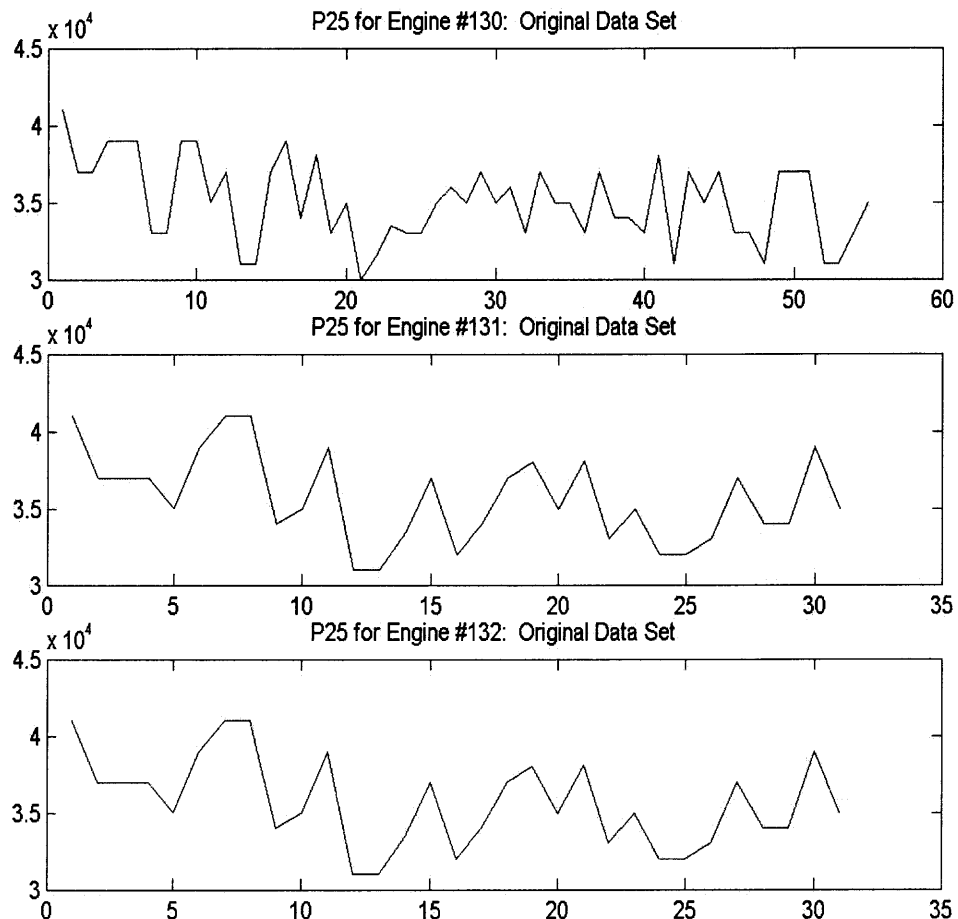 P25 for Engine #130: Original Data Set
x 10^4
4.5
4
3.5
3
0 10 20 30 40 50 60
P25 for Engine #131: Original Data Set
x 10^4
4.5
4
3.5
3
0 5 10 15 20 25 30 35
P25 for Engine #132: Original Data Set
x 10^4
4.5
4
3.5
3
0 5 10 15 20 25 30 35